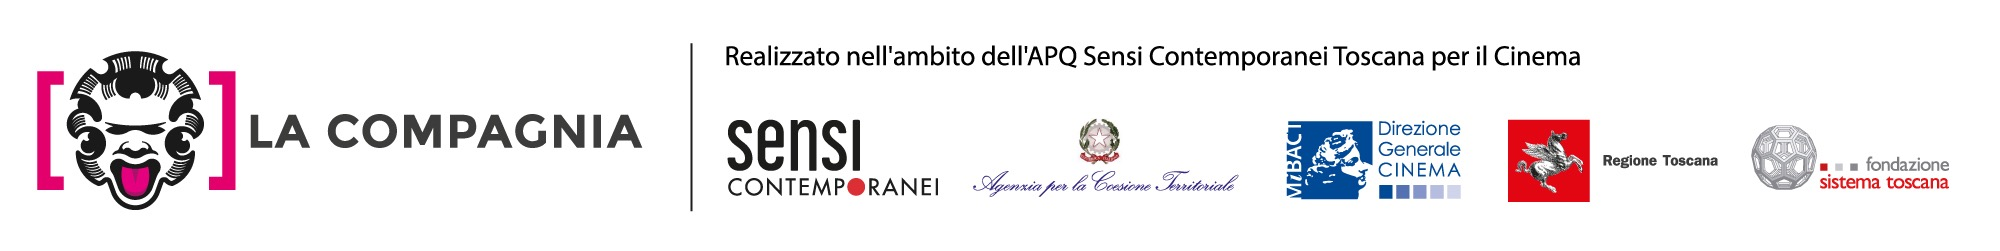 LA COMPAGNIA
Realizzato nell'ambito dell'APQ Sensi Contemporanei Toscana per il Cinema
sensi
CONTEMPORANEI
Agenzia per la Coesione Territoriale
MiBACT
Direzione
Generale
CINEMA
Regione Toscana
fondazione
sistema toscana